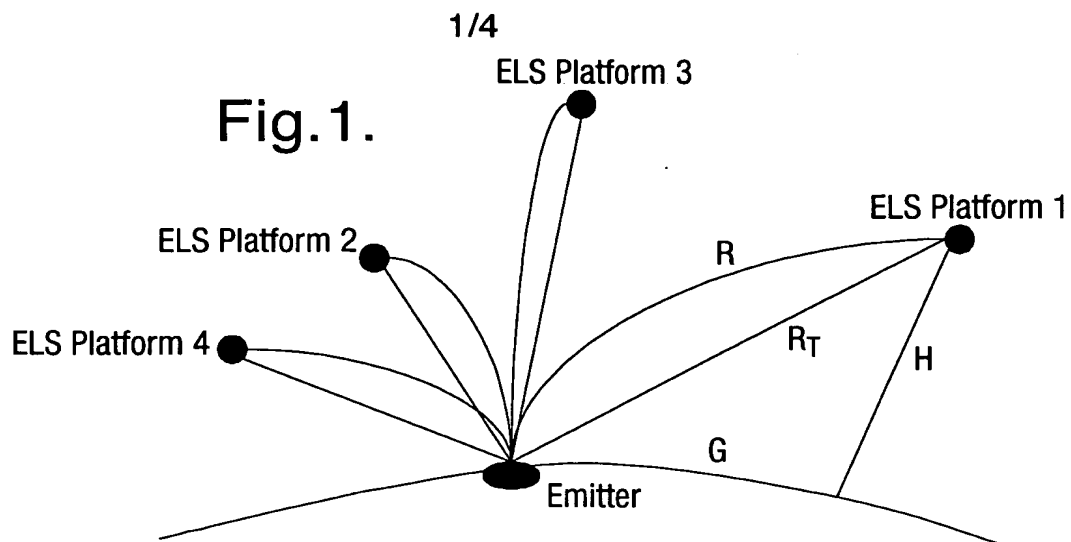 1/4
Fig.1.
ELS Platform 3
ELS Platform 1
ELS Platform 2
ELS Platform 4
R
R_T
H
G
Emitter